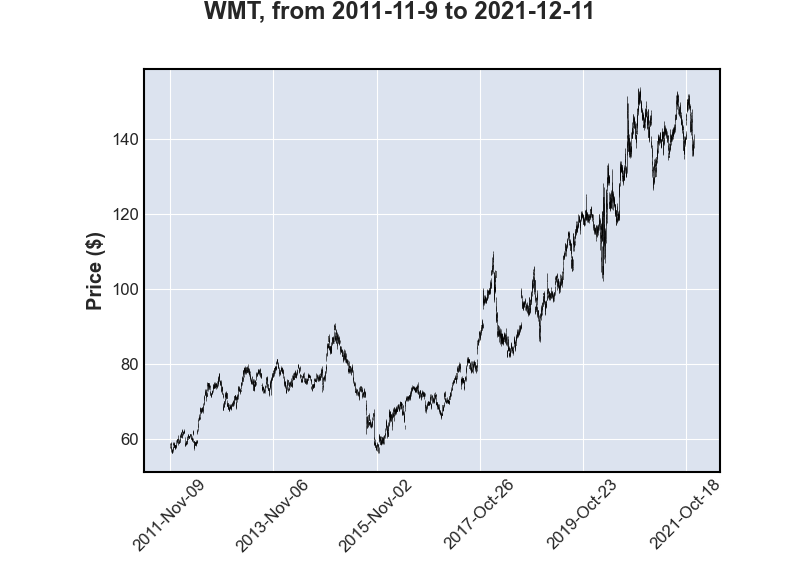 WMT, from 2011-11-9 to 2021-12-11
Price ($)
140
120
100
80
60
2011-Nov-09
2013-Nov-06
2015-Nov-02
2017-Oct-26
2019-Oct-23
2021-Oct-18